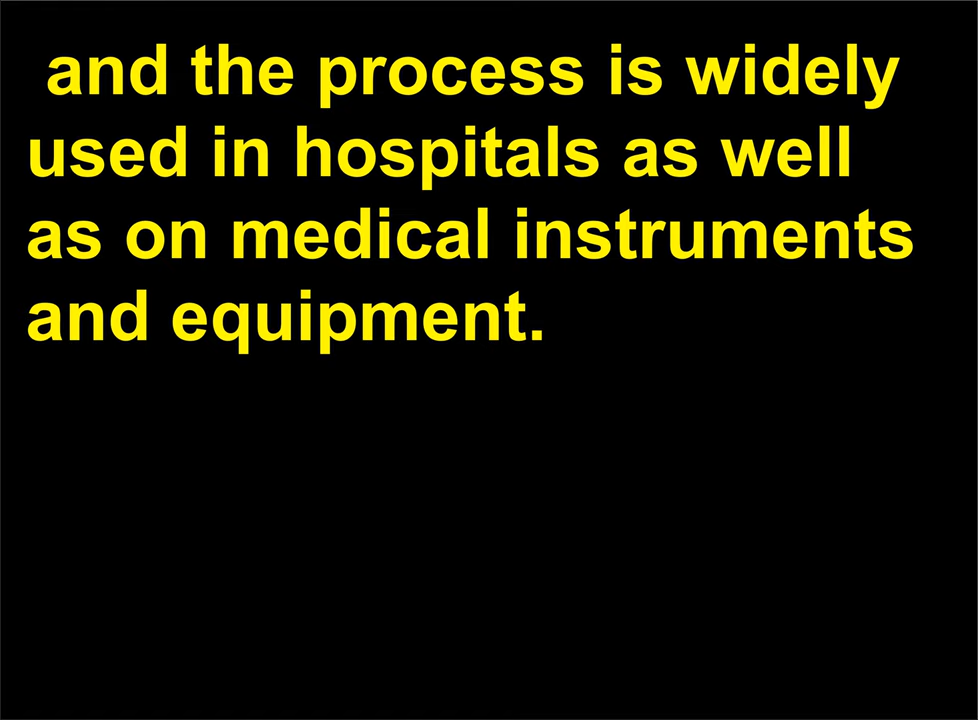 and the process is widely
used in hospitals as well
as on medical instruments
and equipment.